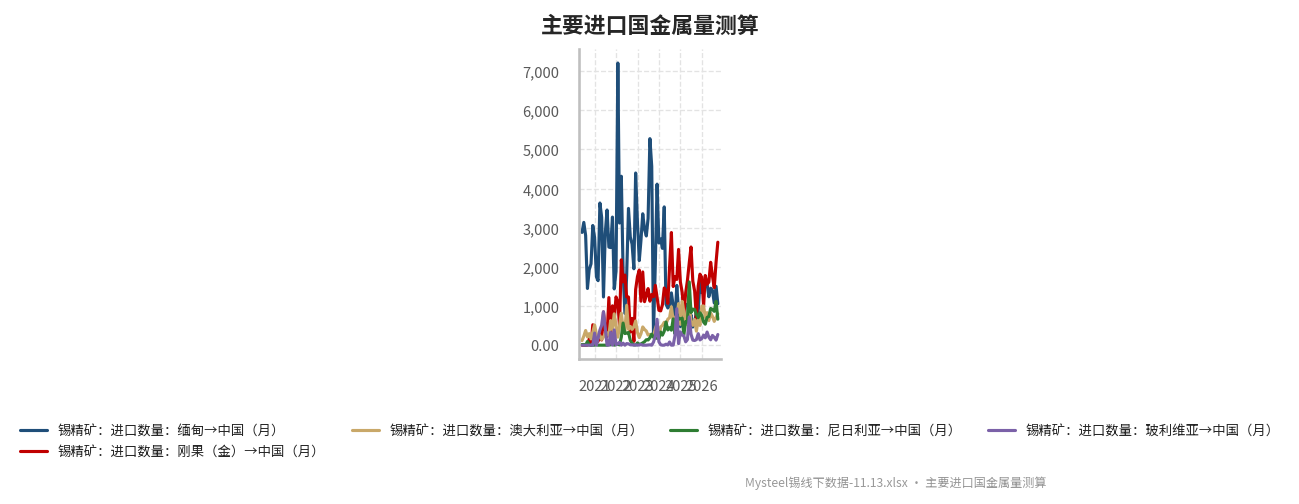 主要进口国金属量测算
7,000
6,000
5,000
4,000
3,000
2,000
1,000
0.00
2021 2022 2023 2024 2025 2026
锡精矿：进口数量：缅甸→中国（月） 锡精矿：进口数量：澳大利亚→中国（月） 锡精矿：进口数量：尼日利亚→中国（月） 锡精矿：进口数量：玻利维亚→中国（月）
锡精矿：进口数量：刚果（金）→中国（月）
Mysteel锡线下数据-11.13.xlsx • 主要进口国金属量测算